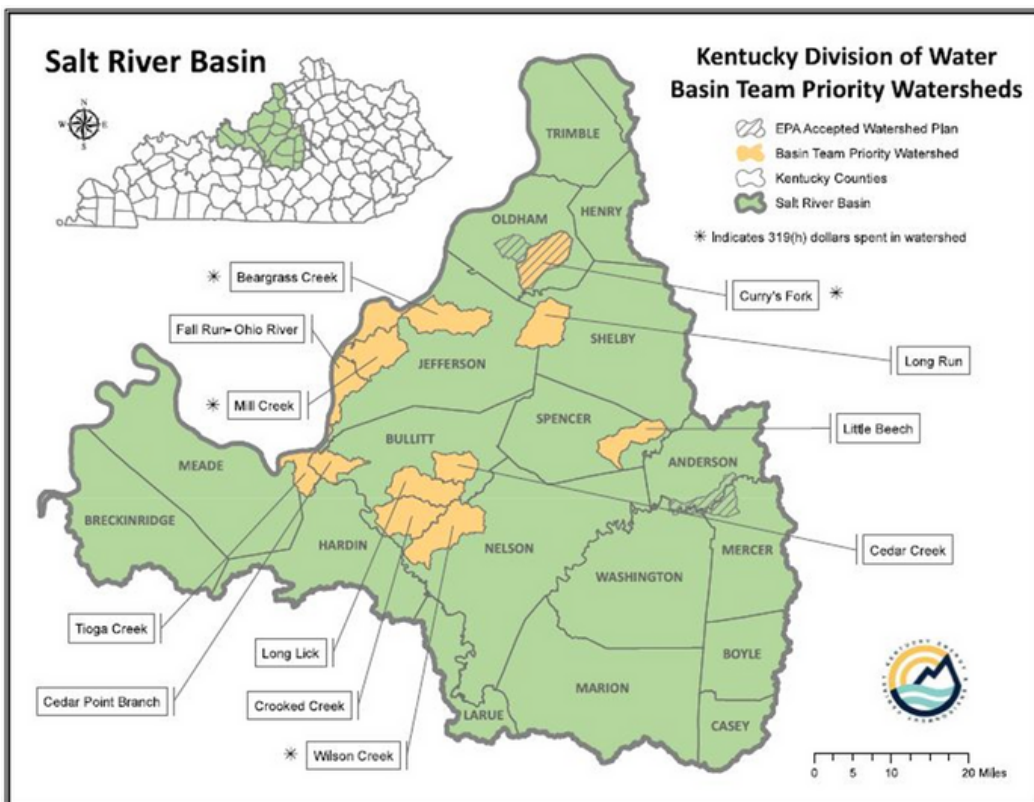 Salt River Basin
N
W
E
S
Kentucky Division of Water
Basin Team Priority Watersheds
EPA Accepted Watershed Plan
Basin Team Priority Watershed
Kentucky Counties
Salt River Basin
* Indicates 319(h) dollars spent in watershed
TRIMBLE
HENRY
OLDHAM
* Beargrass Creek
Curry's Fork *
Fall Run-Ohio River
SHELBY
Long Run
JEFFERSON
* Mill Creek
SPENCER
Little Beech
BULLITT
MEADE
ANDERSON
BRECKINRIDGE
HARDIN
NELSON
MERCER
Cedar Creek
WASHINGTON
Tioga Creek
Long Lick
BOYLE
Cedar Point Branch
Crooked Creek
MARION
LARUE
CASEY
* Wilson Creek
0 5 10 20 Miles